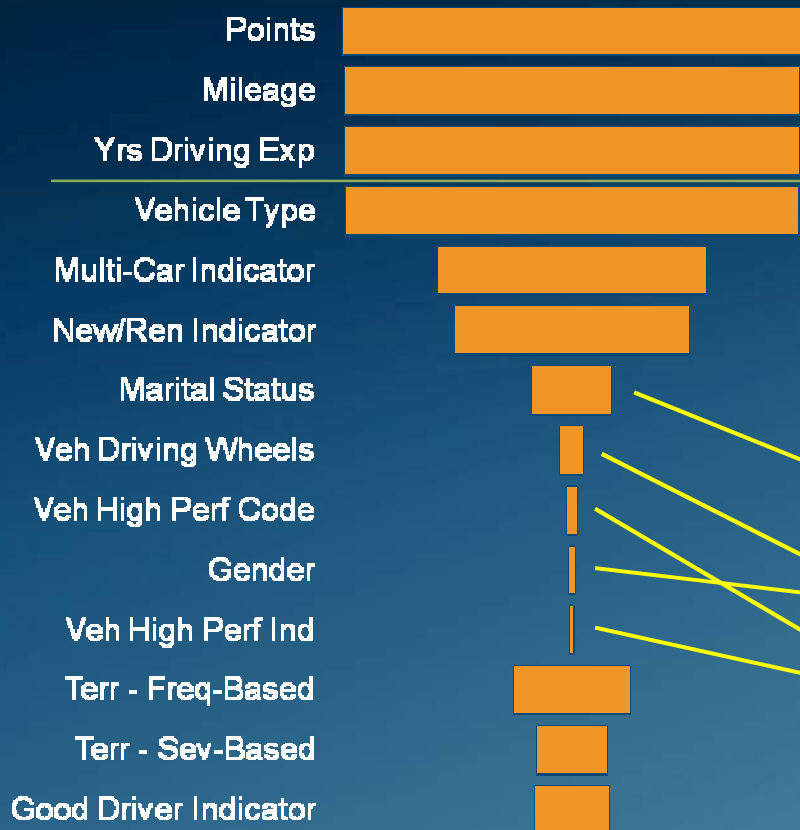 Points
Mileage
Yrs Driving Exp
Vehicle Type
Multi-Car Indicator
New/Ren Indicator
Marital Status
Veh Driving Wheels
Veh High Perf Code
Gender
Veh High Perf Ind
Terr - Freq-Based
Terr - Sev-Based
Good Driver Indicator